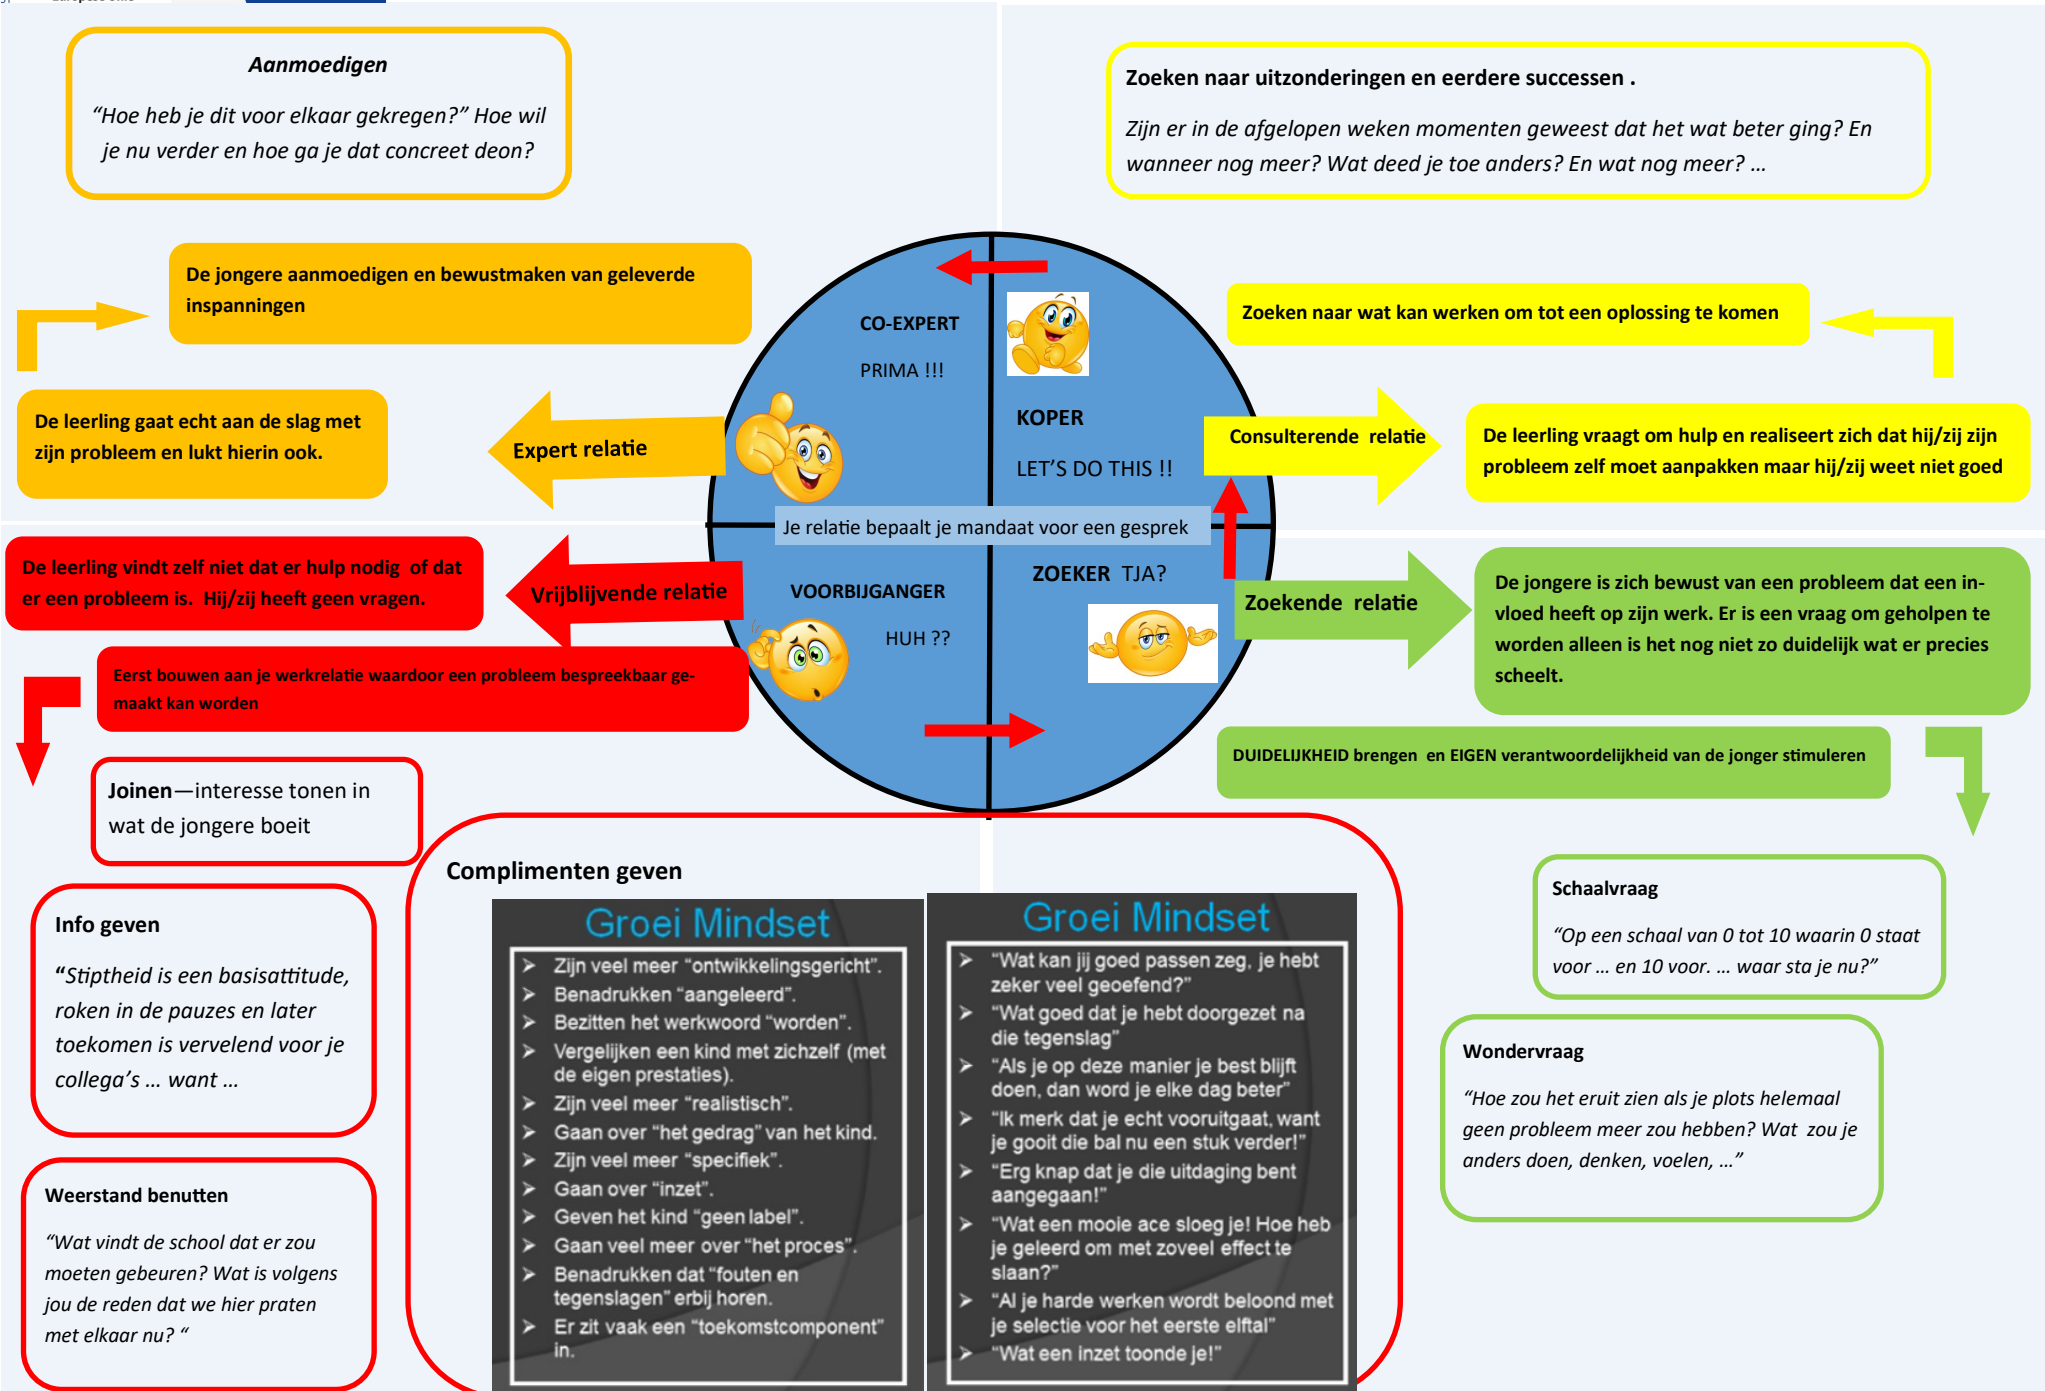 Aanmoedigen
“Hoe heb je dit voor elkaar gekregen?” Hoe wil
je nu verder en hoe ga je dat concreet deon?
Zoeken naar uitzonderingen en eerdere successen .
Zijn er in de afgelopen weken momenten geweest dat het wat beter ging? En
wanneer nog meer? Wat deed je toe anders? En wat nog meer? …
De jongere aanmoedigen en bewustmaken van geleverde
inspanningen
De leerling gaat echt aan de slag met
zijn probleem en lukt hierin ook.
Expert relatie
CO-EXPERT
PRIMA !!!
KOPER
LET’S DO THIS !!
Zoeken naar wat kan werken om tot een oplossing te komen
Consulterende relatie
De leerling vraagt om hulp en realiseert zich dat hij/zij zijn
probleem zelf moet aanpakken maar hij/zij weet niet goed
Je relatie bepaalt je mandaat voor een gesprek
De leerling vindt zelf niet dat er hulp nodig of dat
er een probleem is. Hij/zij heeft geen vragen.
Vrijblijvende relatie
VOORBIJGANGER
HUH ??
ZOEKER TJA?
Zoekende relatie
De jongere is zich bewust van een probleem dat een in-
vloed heeft op zijn werk. Er is een vraag om geholpen te
worden alleen is het nog niet zo duidelijk wat er precies
scheelt.
Eerst bouwen aan je werkrelatie waardoor een probleem bespreekbaar ge-
maakt kan worden
DUIDELIJKHEID brengen en EIGEN verantwoordelijkheid van de jonger stimuleren
Joinen—interesse tonen in
wat de jongere boeit
Info geven
“Stiptheid is een basisattitude,
roken in de pauzes en later
toekomen is vervelend voor je
collega’s … want …
Weerstand benutten
“Wat vindt de school dat er zou
moeten gebeuren? Wat is volgens
jou de reden dat we hier praten
met elkaar nu? “
Complimenten geven
Groei Mindset
Zijn veel meer “ontwikkelingsgericht”.
Benadrukken “aangeleerd”.
Bezitten het werkwoord “worden”.
Vergelijken een kind met zichzelf (met
de eigen prestaties).
Zijn veel meer “realistisch”.
Gaan over “het gedrag” van het kind.
Zijn veel meer “specifiek”.
Gaan over “inzet”.
Geven het kind “geen label”.
Gaan veel meer over “het proces”.
Benadrukken dat “fouten en
tegenslagen” erbij horen.
Er zit vaak een “toekomstcomponent”
in.
Groei Mindset
“Wat kan jij goed passen zeg, je hebt
zeker veel geoefend?”
“Wat goed dat je hebt doorgezet na
die tegenslag”
“Als je op deze manier je best blijft
doen, dan word je elke dag beter”
“Ik merk dat je echt vooruitgaat, want
je gooit die bal nu een stuk verder!”
“Erg knap dat je die uitdaging bent
aangegaan!”
“Wat een mooie ace sloeg je! Hoe heb
je geleerd om met zoveel effect te
slaan?”
“Al je harde werken wordt beloond met
je selectie voor het eerste elftal”
“Wat een inzet toonde je!”
Schaalvraag
“Op een schaal van 0 tot 10 waarin 0 staat
voor … en 10 voor. … waar sta je nu?”
Wondervraag
“Hoe zou het eruit zien als je plots helemaal
geen probleem meer zou hebben? Wat zou je
anders doen, denken, voelen, …”